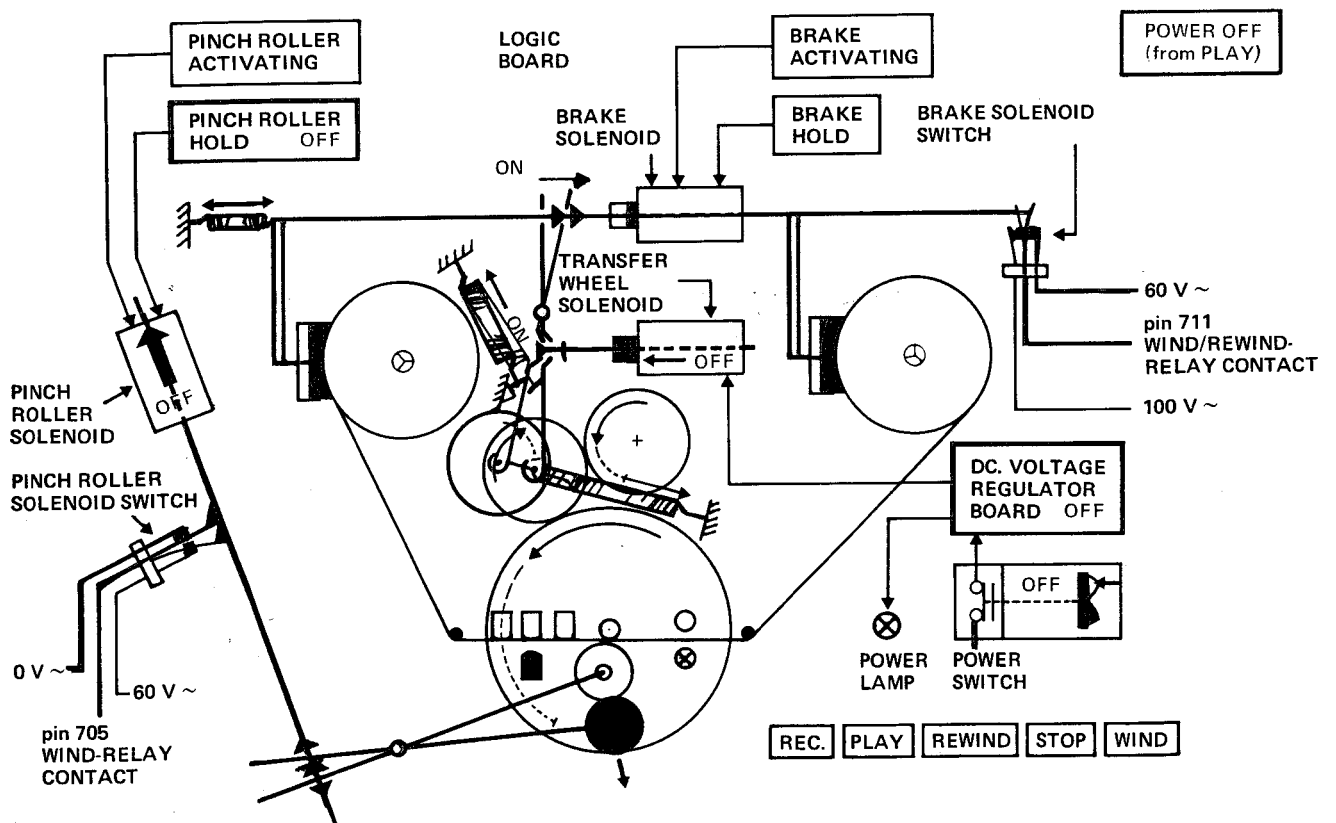 PINCH ROLLER
ACTIVATING
LOGIC
BOARD
BRAKE
ACTIVATING
POWER OFF
(from PLAY)
PINCH ROLLER
HOLD OFF
BRAKE
SOLENOID
BRAKE
HOLD
BRAKE SOLENOID
SWITCH
ON
TRANSFER
WHEEL
SOLENOID
ON
OFF
60 V ~
pin 711
WIND/REWIND-
RELAY CONTACT
100 V ~
OFF
PINCH
ROLLER
SOLENOID
PINCH ROLLER
SOLENOID SWITCH
DC. VOLTAGE
REGULATOR
BOARD OFF
OFF
0 V ~
60 V ~
pin 705
WIND-RELAY
CONTACT
POWER
LAMP
POWER
SWITCH
REC.
PLAY
REWIND
STOP
WIND